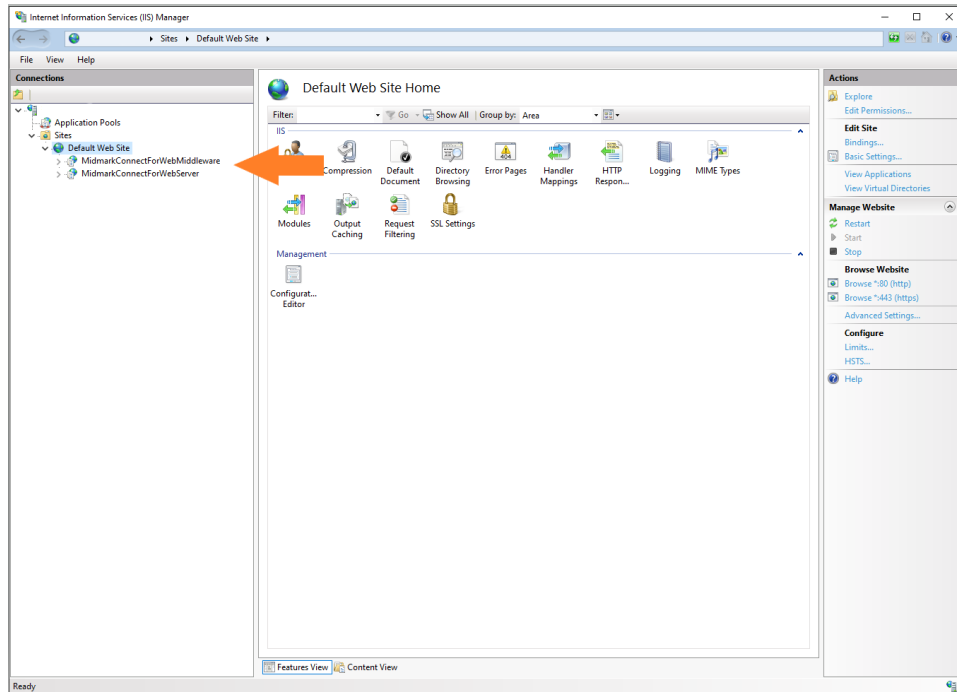 Internet Information Services (IIS) Manager
Sites Default Web Site
File View Help
Connections
Application Pools
Sites
Default Web Site
MidmarkConnectForWebMiddleware
MidmarkConnectForWebServer
Default Web Site Home
Filter: Go Show All Group by: Area
IIS
Compression Default Document Directory Browsing Error Pages Handler Mappings HTTP Respon... Logging MIME Types
Modules Output Caching Request Filtering SSL Settings
Management
Configurat... Editor
Features View Content View
Actions
Explore
Edit Permissions...
Edit Site
Bindings...
Basic Settings...
View Applications
View Virtual Directories
Manage Website
Restart
Start
Stop
Browse Website
Browse *:80 (http)
Browse *:443 (https)
Advanced Settings...
Configure
Limits...
HSTS...
Help
Ready